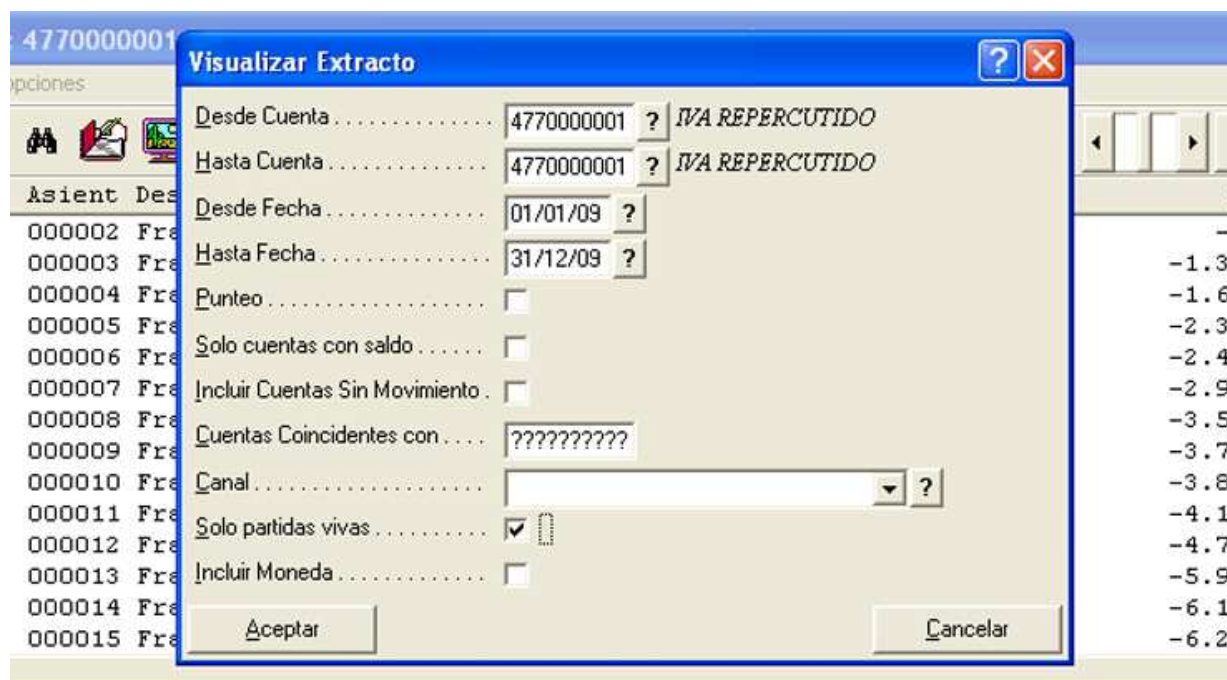 4770000001
Visualizar Extracto
opciones
Desde Cuenta . . . . . . . . . . . . . . 4770000001 ? IVA REPERCUTIDO
Hasta Cuenta . . . . . . . . . . . . . . 4770000001 ? IVA REPERCUTIDO
Desde Fecha . . . . . . . . . . . . . . 01/01/09 ?
Hasta Fecha . . . . . . . . . . . . . . . 31/12/09 ?
Punteo . . . . . . . . . . . . . . . . . . .
Solo cuentas con saldo . . . . . .
Incluir Cuentas Sin Movimiento .
Cuentas Coincidentes con . . . . ??????????
Canal . . . . . . . . . . . . . . . . . . . . ?
Solo partidas vivas . . . . . . . . . .
Incluir Moneda . . . . . . . . . . . . .
Aceptar Cancelar
Asient Des
000002 Fra -
000003 Fra -1.3
000004 Fra -1.6
000005 Fra -2.3
000006 Fra -2.4
000007 Fra -2.9
000008 Fra -3.5
000009 Fra -3.7
000010 Fra -3.8
000011 Fra -4.1
000012 Fra -4.7
000013 Fra -5.9
000014 Fra -6.1
000015 Fra -6.2